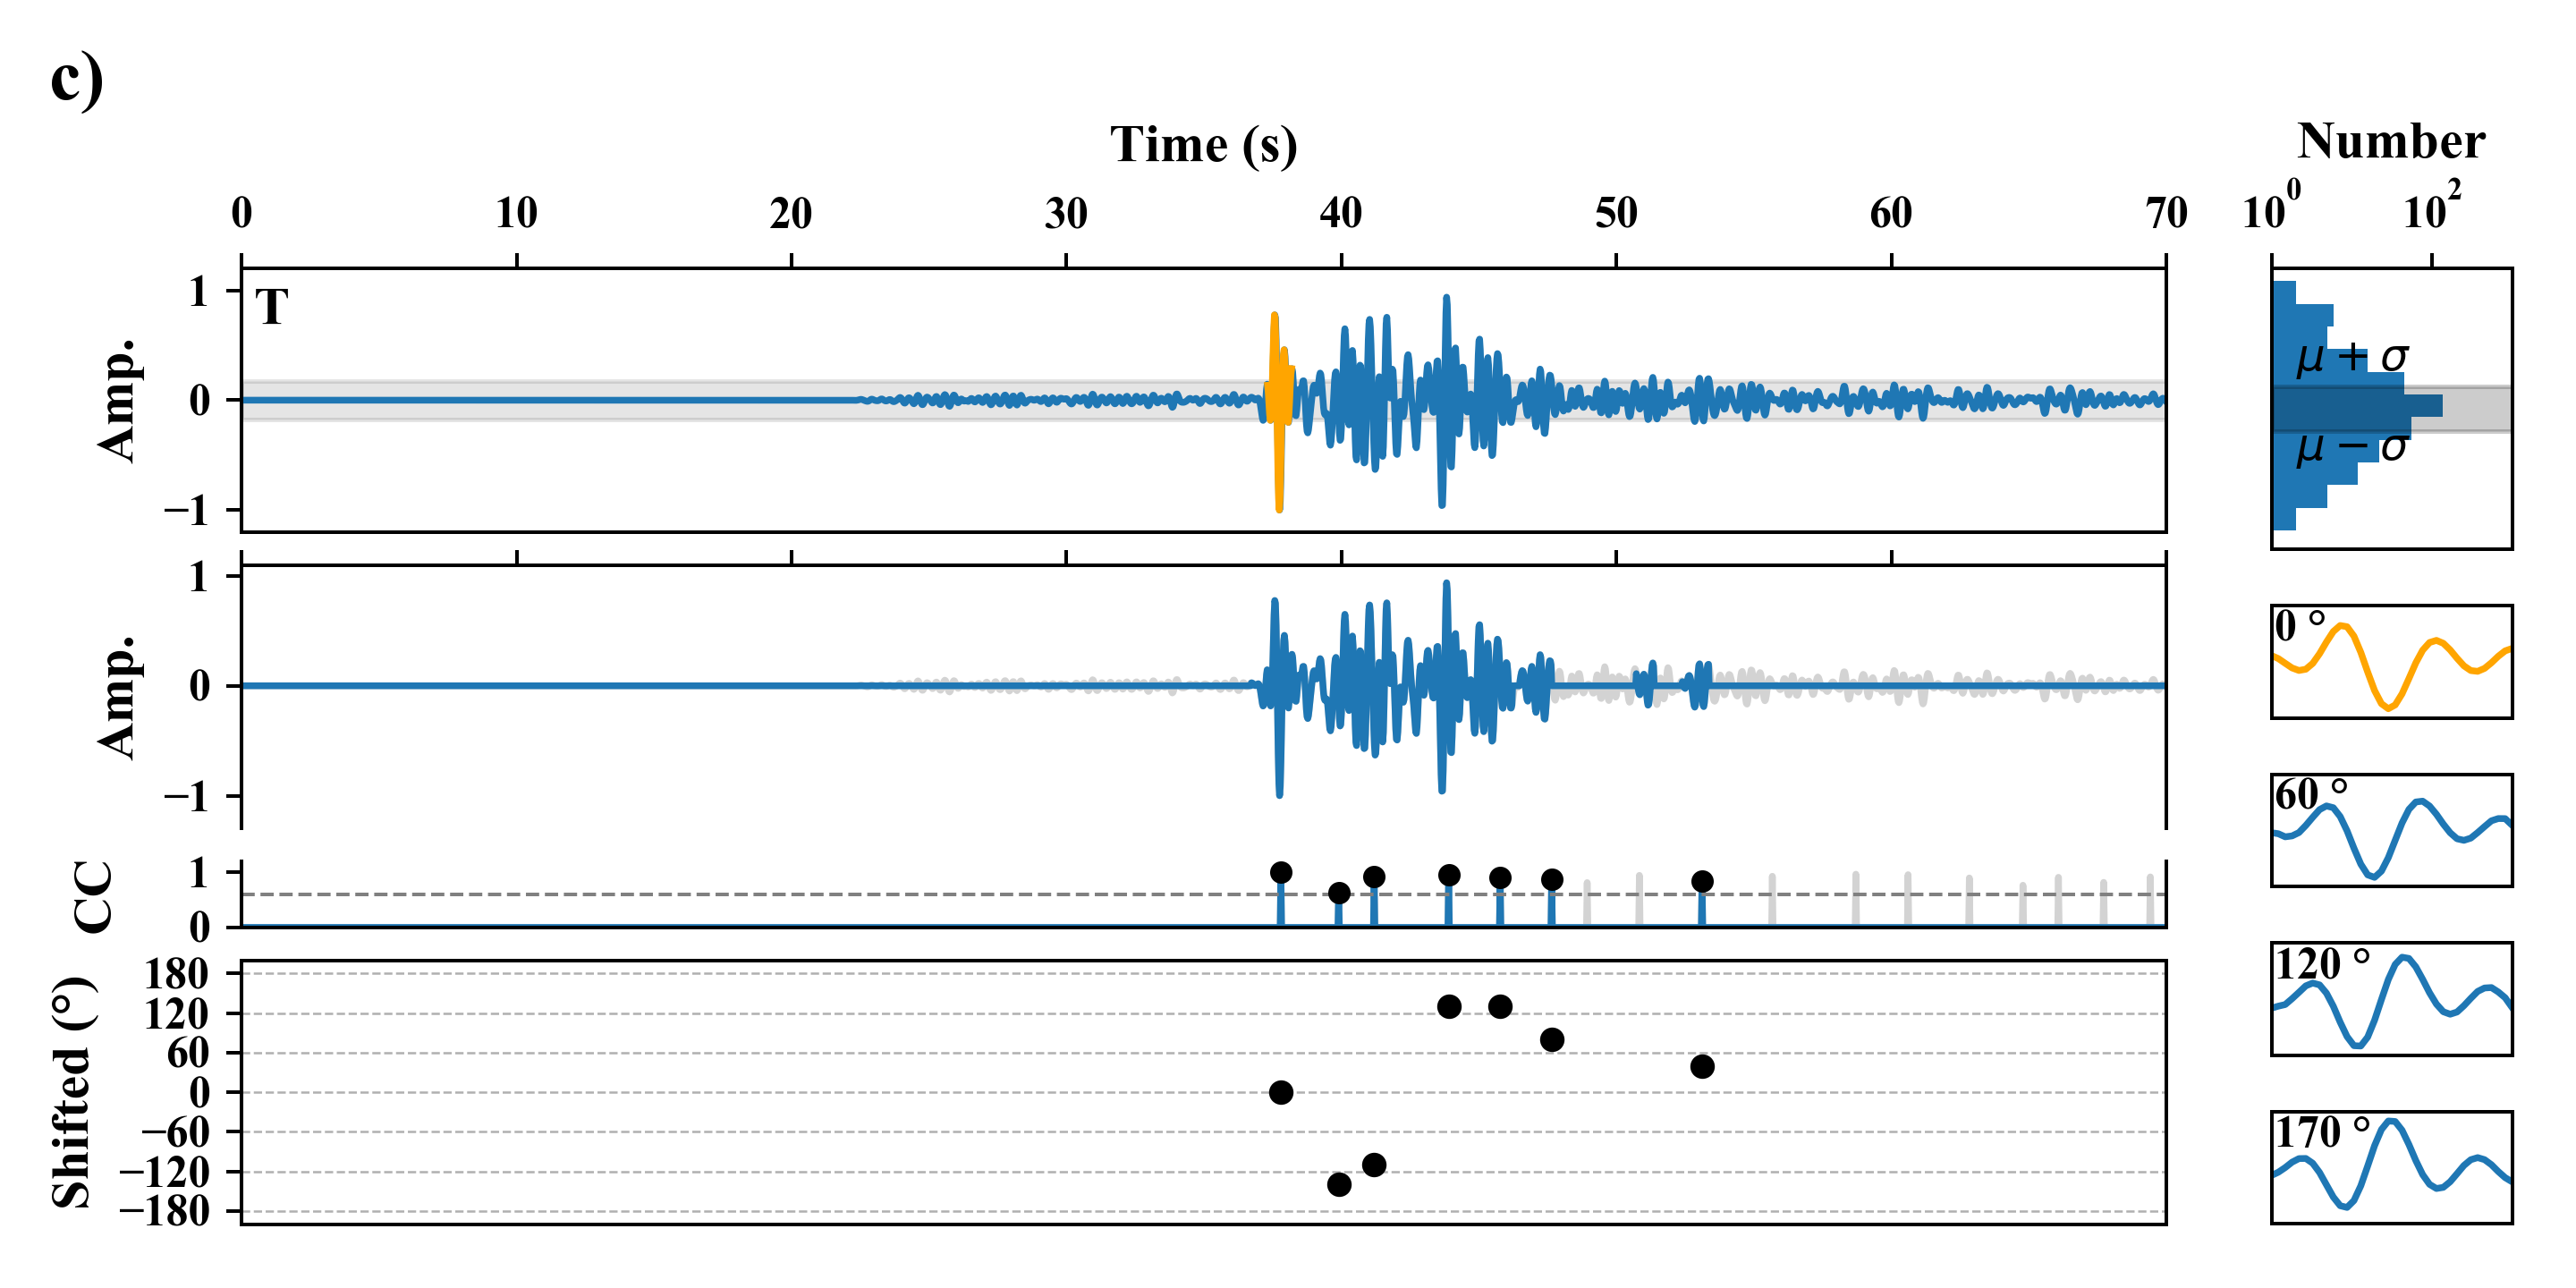 c)
Time (s)
Number
0 10 20 30 40 50 60 70
10^0 10^2
T
Amp.
1
0
−1
μ + σ
μ − σ
Amp.
1
0
−1
0 °
60 °
CC
1
0
120 °
Shifted (°)
180
120
60
0
−60
−120
−180
170 °